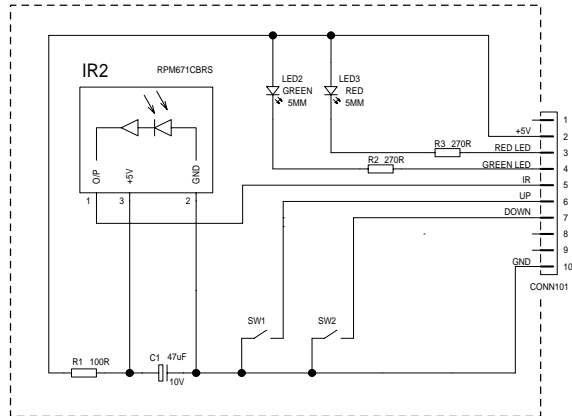 IR2
RPM671CBRS
LED2
GREEN
5MM
LED3
RED
5MM
1
+5V
2
R3 270R
RED LED
3
R2 270R
GREEN LED
4
O/P
+5V
GND
IR
5
1
3
2
UP
6
DOWN
7
8
9
GND
10
CONN101
SW1
SW2
R1 100R
C1 47uF
10V